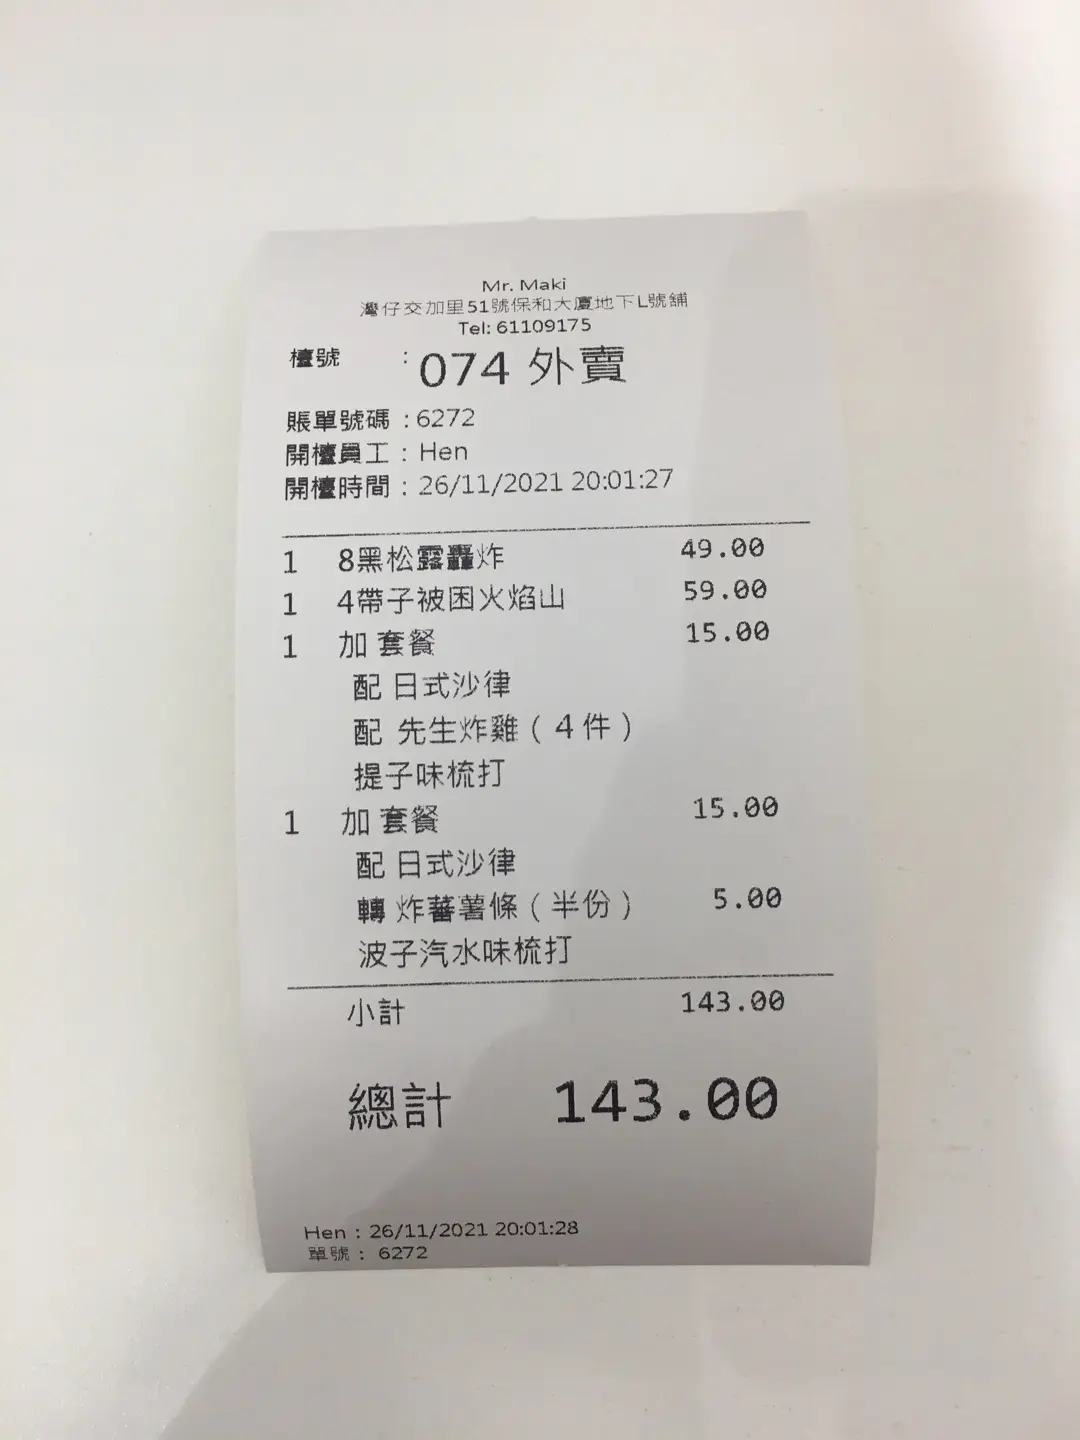 Mr. Maki
灣仔交加里51號保和大廈地下L號舖
Tel: 61109175
檯號 : 074 外賣
賬單號碼 : 6272
開檯員工 : Hen
開檯時間 : 26/11/2021 20:01:27
1 8黑松露轟炸 49.00
1 4帶子被困火焰山 59.00
1 加 套餐 15.00
配 日式沙律
配 先生炸雞（4件）
提子味梳打
1 加 套餐 15.00
配 日式沙律
轉 炸蕃薯條（半份） 5.00
波子汽水味梳打
小計 143.00
總計 143.00
Hen : 26/11/2021 20:01:28
單號 : 6272